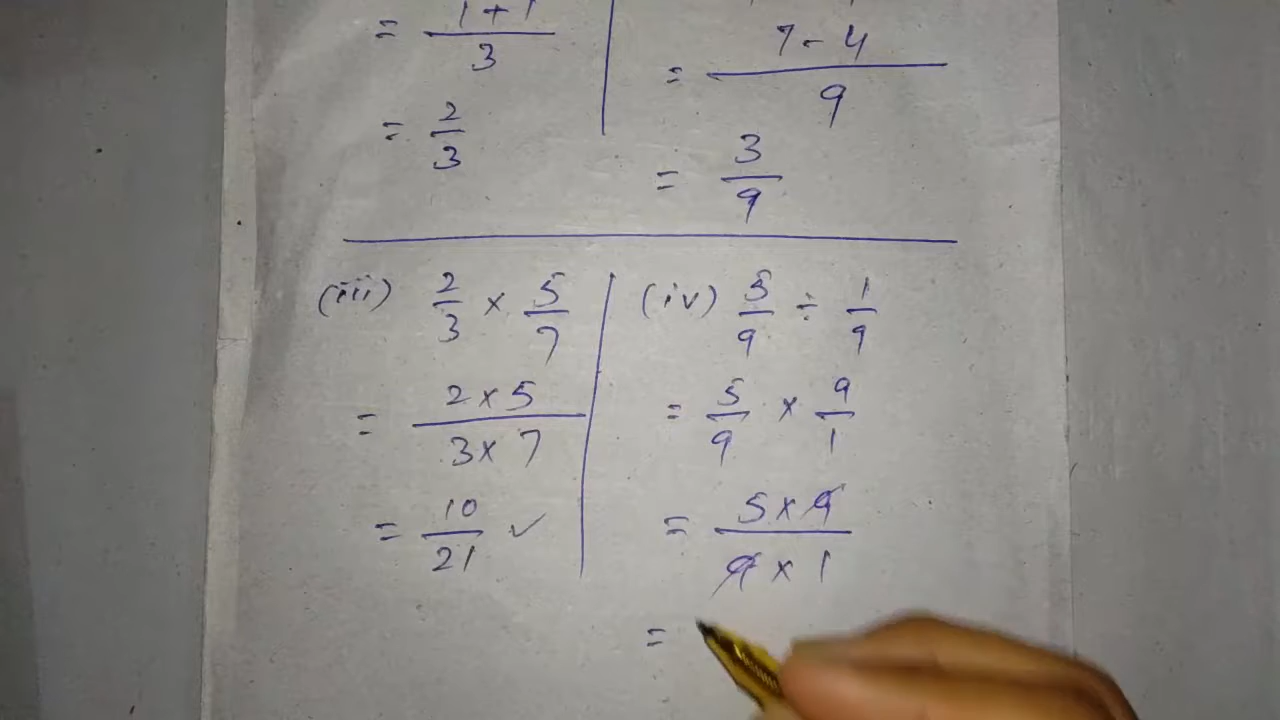 = (1+1)/3
= 2/3
= (7-4)/9
= 3/9
(iii) 2/3 × 5/7
= (2×5)/(3×7)
= 10/21 ✓
(iv) 5/9 ÷ 1/9
= 5/9 × 9/1
= (5×9)/(9×1)
=